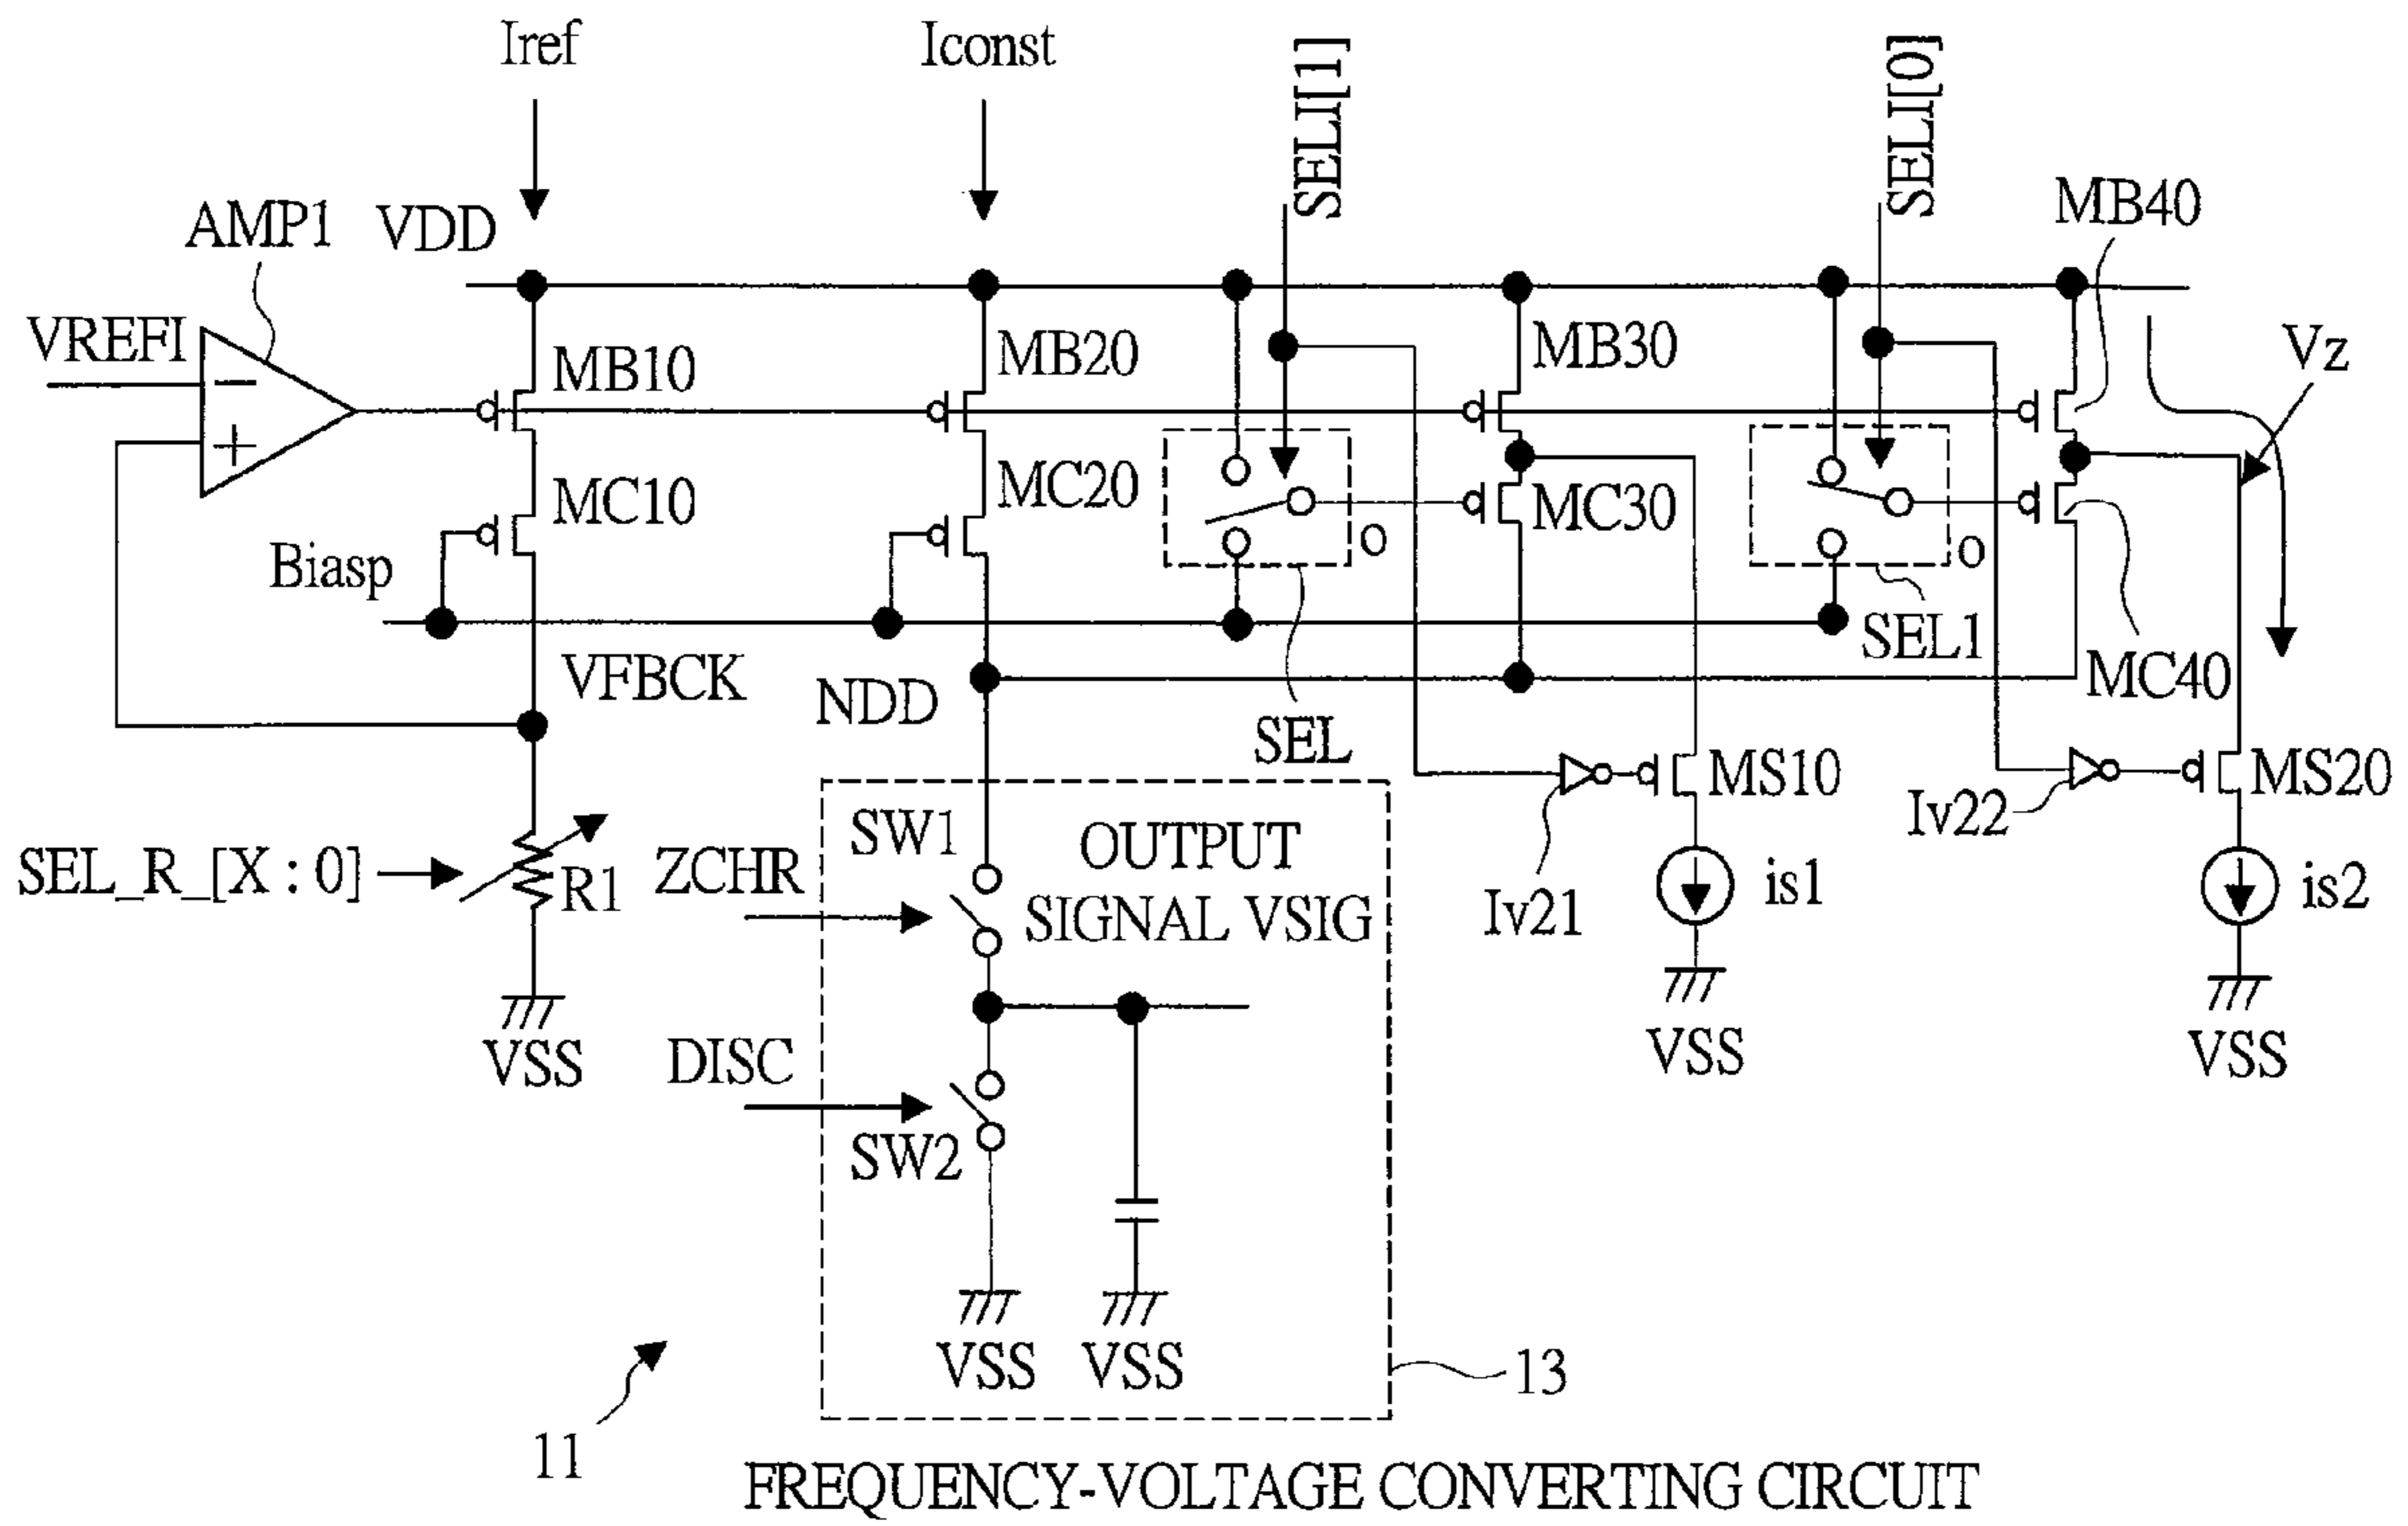 Iref
Iconst
SELI[1]
SELI[0]
MB40
AMP1
VDD
VREFI
MB10
MB20
MB30
Vz
MC10
MC20
MC30
Biasp
O
O
VFBCK
NDD
SEL
SEL1
MC40
MS10
MS20
SW1
OUTPUT
SIGNAL VSIG
ZCHR
SEL_R_[X : 0]
R1
Iv21
is1
Iv22
is2
VSS
DISC
SW2
VSS
VSS
VSS
VSS
13
11
FREQUENCY-VOLTAGE CONVERTING CIRCUIT